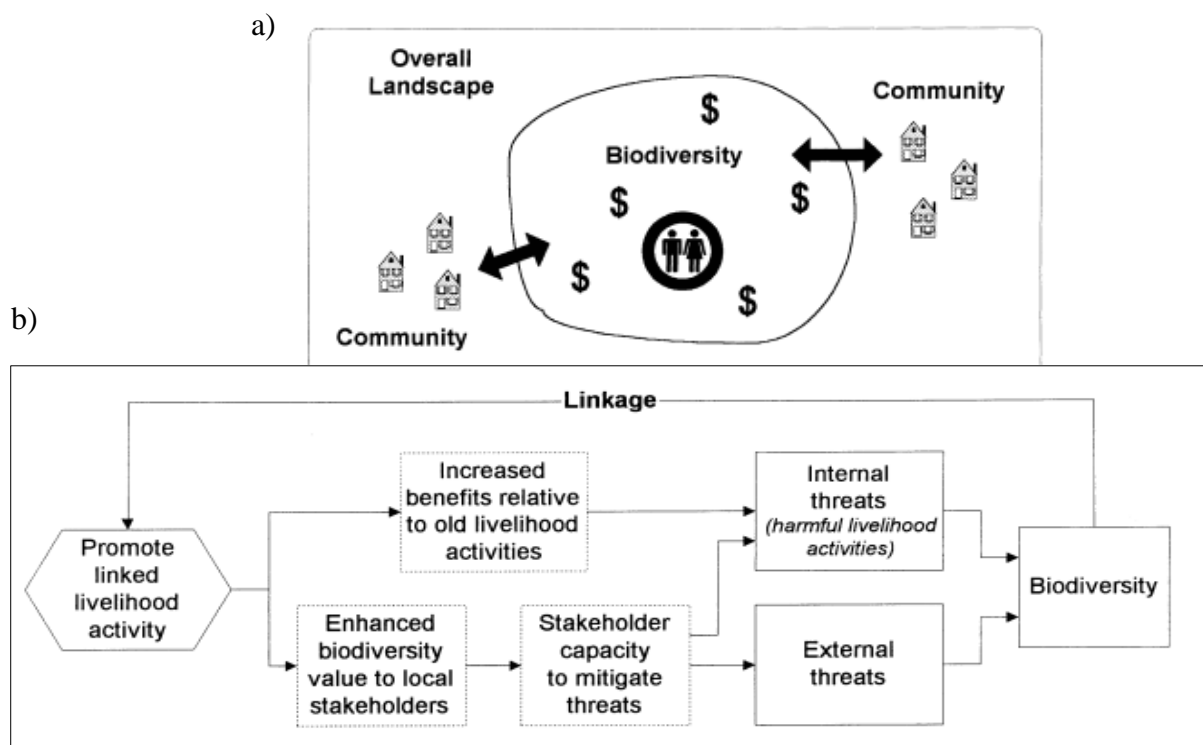 a)
Overall
Landscape
$
Community
Biodiversity
$
$
$
$
Community
b)
Linkage
Increased
benefits relative
to old livelihood
activities
Internal
threats
(harmful livelihood
activities)
Promote
linked
livelihood
activity
Biodiversity
Enhanced
biodiversity
value to local
stakeholders
Stakeholder
capacity
to mitigate
threats
External
threats